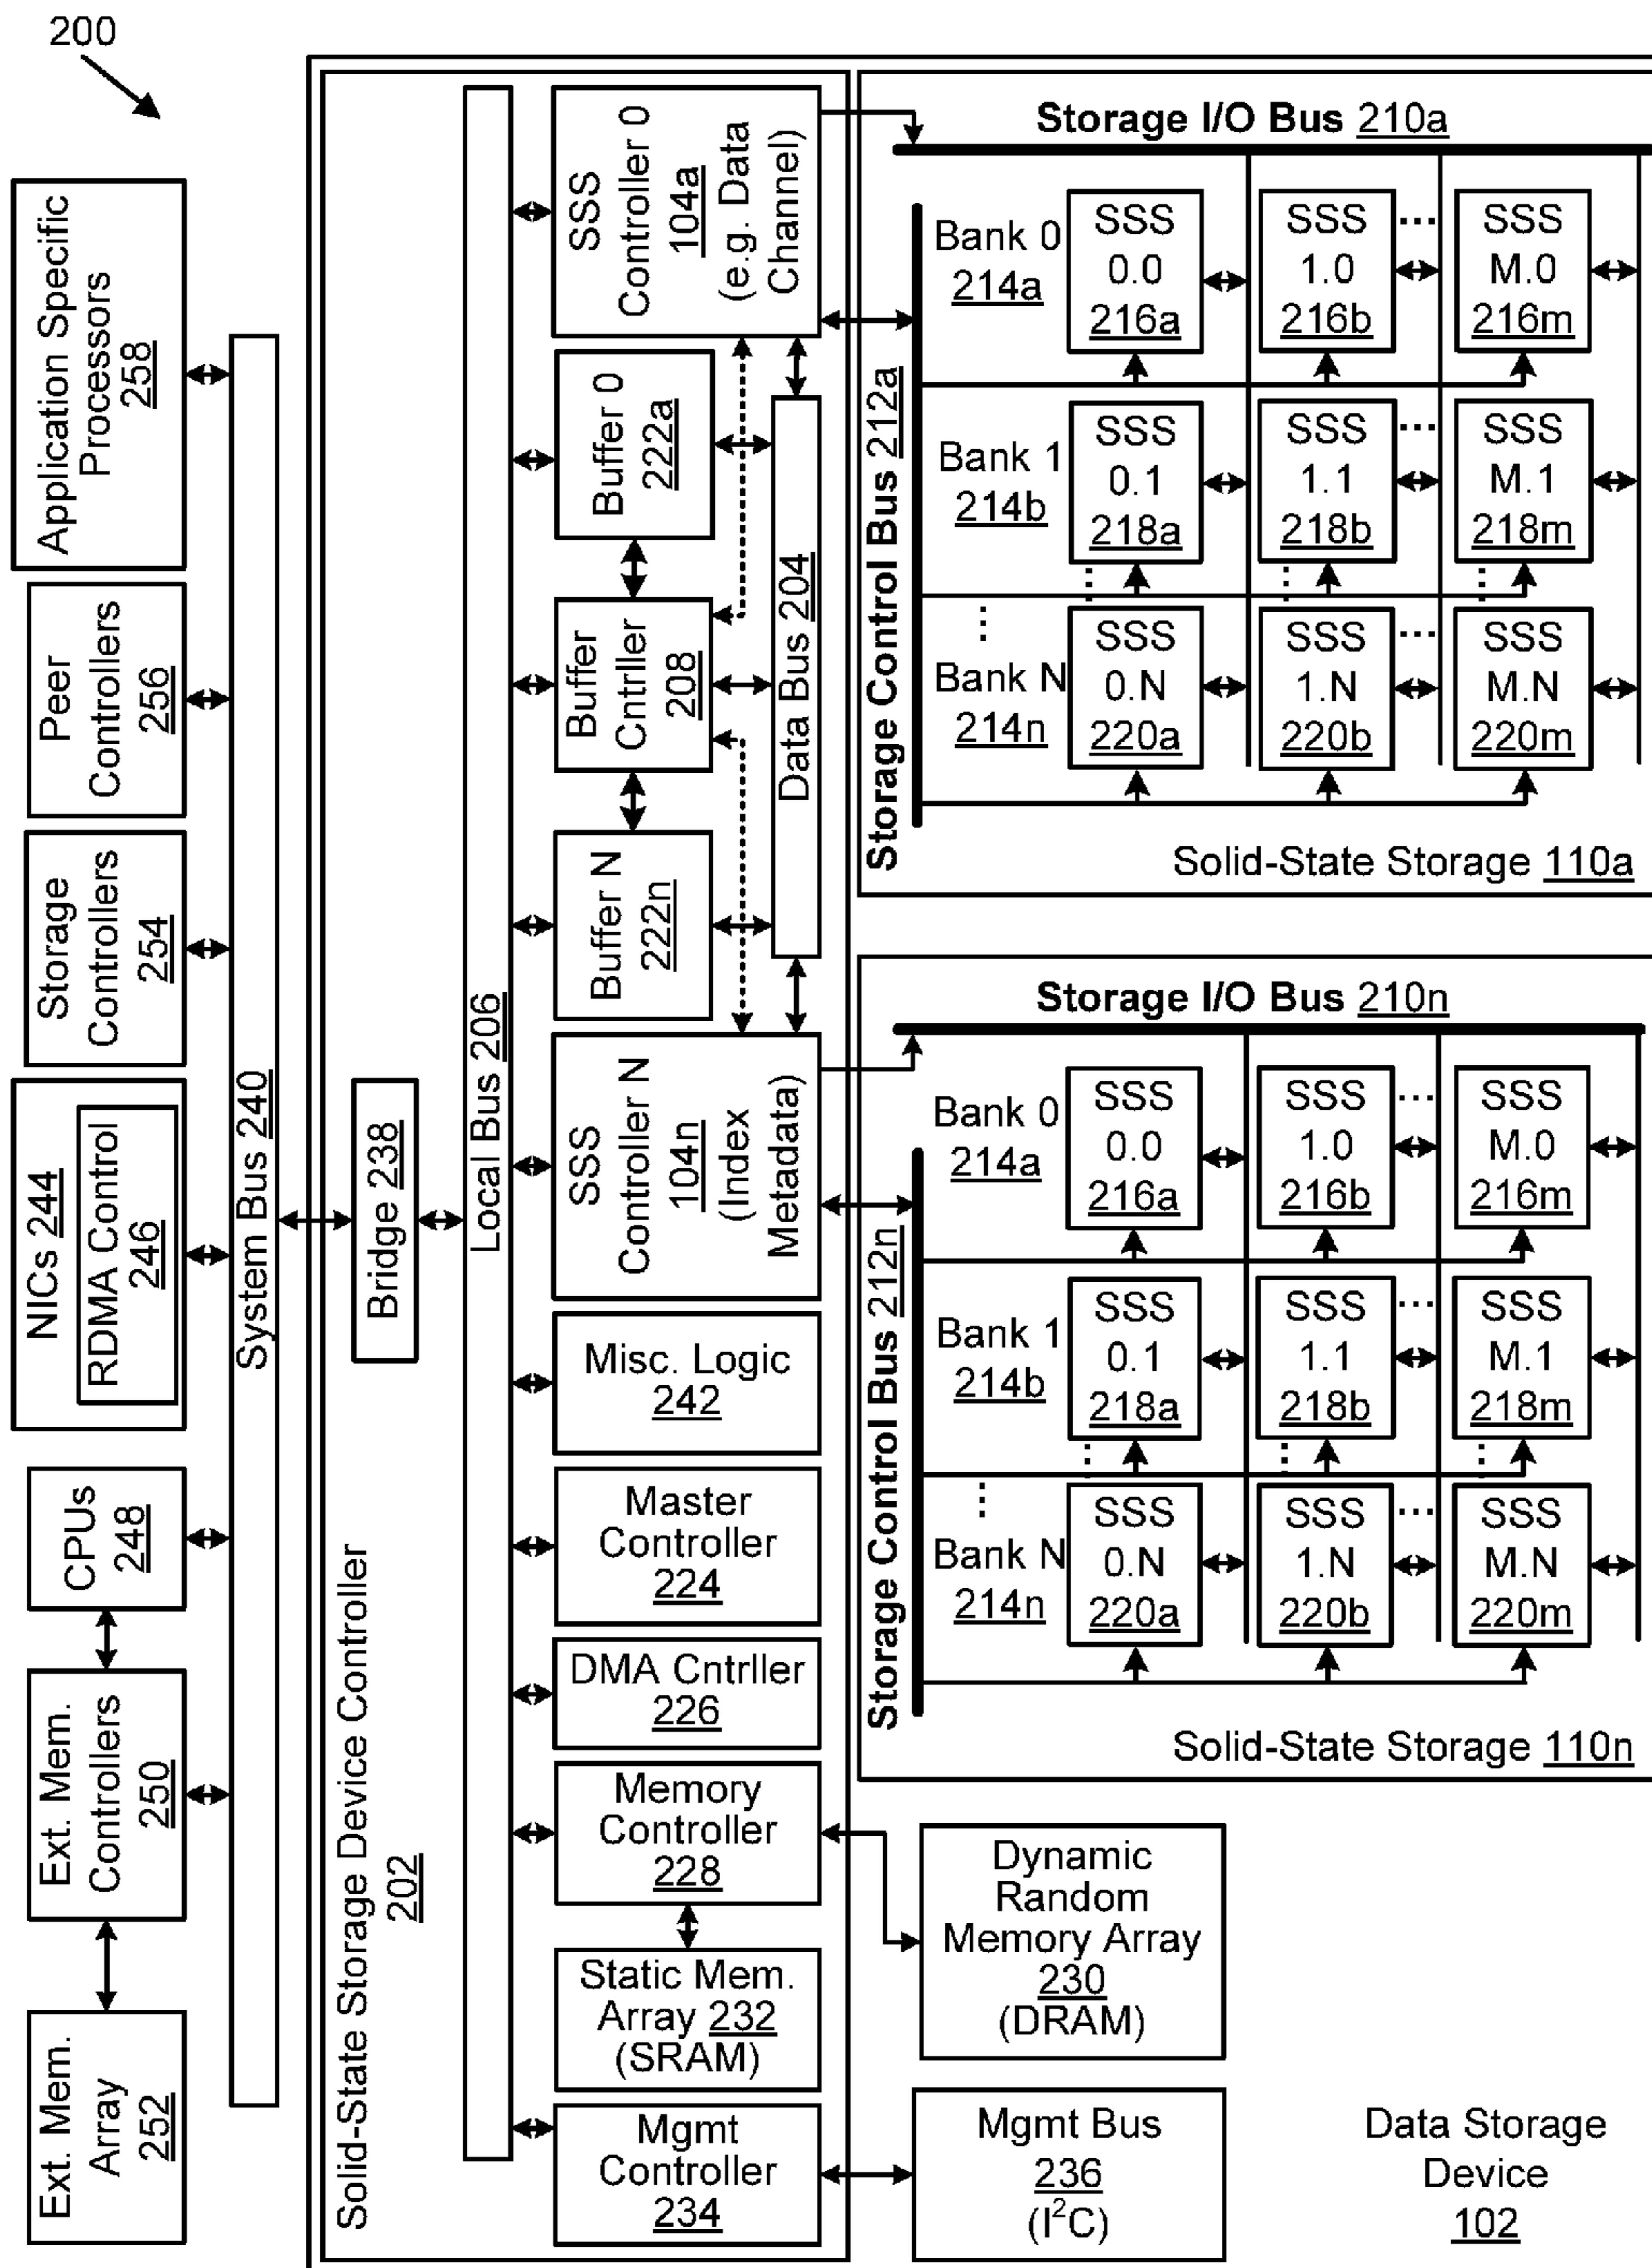 200
Application Specific
Processors
258
Peer
Controllers
256
Storage
Controllers
254
NICs 244
RDMA Control
246
CPUs
248
Ext. Mem.
Controllers
250
Ext. Mem.
Array
252
System Bus 240
Solid-State Storage Device Controller
202
Bridge 238
Local Bus 206
SSS
Controller 0
104a
(e.g. Data
Channel)
Buffer 0
222a
Buffer
Cntrller
208
Buffer N
222n
Data Bus 204
SSS
Controller N
104n
(Index
Metadata)
Misc. Logic
242
Master
Controller
224
DMA Cntrller
226
Memory
Controller
228
Static Mem.
Array 232
(SRAM)
Mgmt
Controller
234
Storage I/O Bus 210a
Storage Control Bus 212a
Bank 0
214a
SSS
0.0
216a
SSS
1.0
216b
...
SSS
M.0
216m
Bank 1
214b
SSS
0.1
218a
SSS
1.1
218b
...
SSS
M.1
218m
Bank N
214n
SSS
0.N
220a
SSS
1.N
220b
...
SSS
M.N
220m
Solid-State Storage 110a
Storage I/O Bus 210n
Storage Control Bus 212n
Bank 0
214a
SSS
0.0
216a
SSS
1.0
216b
...
SSS
M.0
216m
Bank 1
214b
SSS
0.1
218a
SSS
1.1
218b
...
SSS
M.1
218m
Bank N
214n
SSS
0.N
220a
SSS
1.N
220b
...
SSS
M.N
220m
Solid-State Storage 110n
Dynamic
Random
Memory Array
230
(DRAM)
Mgmt Bus
236
(I²C)
Data Storage
Device
102